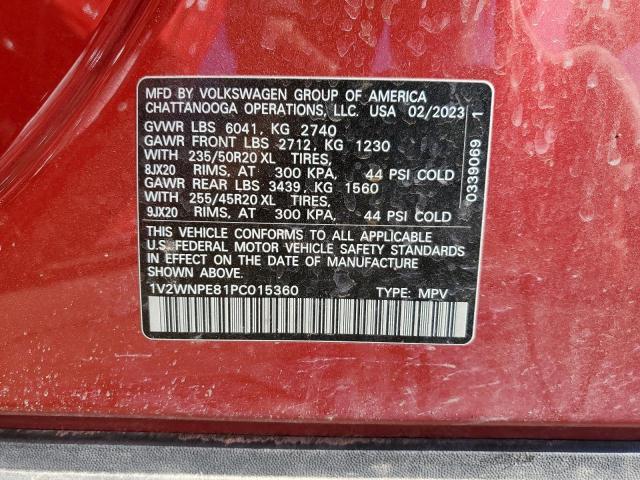 MFD BY VOLKSWAGEN GROUP OF AMERICA
CHATTANOOGA OPERATIONS, LLC. USA 02/2023
GVWR LBS 6041, KG 2740
GAWR FRONT LBS 2712, KG 1230
WITH 235/50R20 XL TIRES,
8JX20 RIMS, AT 300 KPA, 44 PSI COLD
GAWR REAR LBS 3439, KG 1560
WITH 255/45R20 XL TIRES,
9JX20 RIMS, AT 300 KPA, 44 PSI COLD
THIS VEHICLE CONFORMS TO ALL APPLICABLE
U.S. FEDERAL MOTOR VEHICLE SAFETY STANDARDS
IN EFFECT ON THE DATE OF MANUFACTURE
SHOWN ABOVE.
1V2WNPE81PC015360 TYPE: MPV
0339069 1